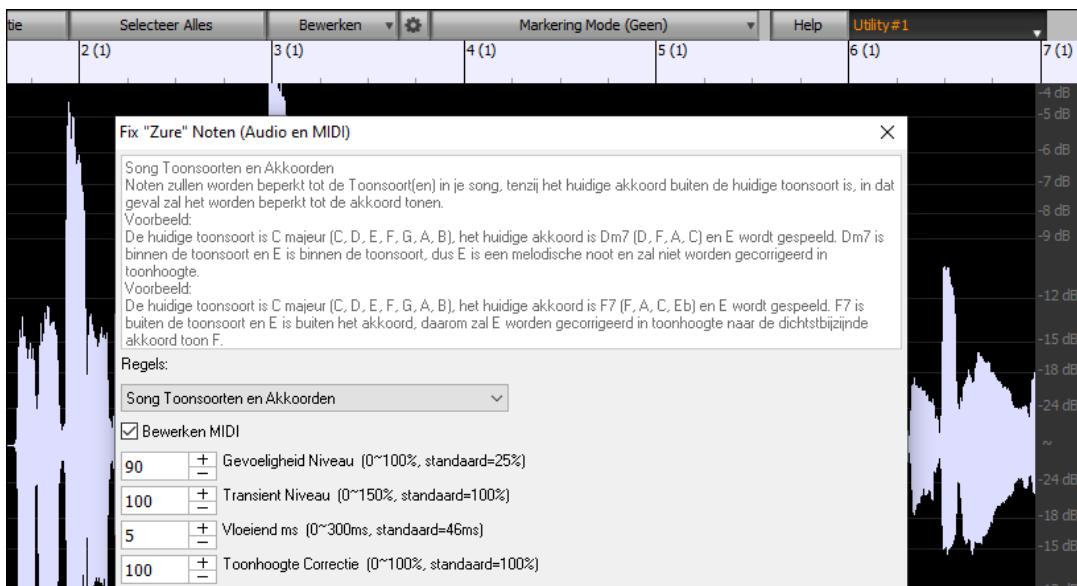 tie Selecteer Alles Bewerken Markering Mode (Geen) Help Utility#1
2 (1) 3 (1) 4 (1) 5 (1) 6 (1) 7 (1)
-4 dB
-5 dB
-6 dB
-7 dB
-8 dB
-9 dB
-12 dB
-15 dB
-18 dB
-24 dB
~
-24 dB
-18 dB
-15 dB
Fix "Zure" Noten (Audio en MIDI)
Song Toonsoorten en Akkoorden
Noten zullen worden beperkt tot de Toonsoort(en) in je song, tenzij het huidige akkoord buiten de huidige toonsoort is, in dat
geval zal het worden beperkt tot de akkoord tonen.
Voorbeeld:
De huidige toonsoort is C majeur (C, D, E, F, G, A, B), het huidige akkoord is Dm7 (D, F, A, C) en E wordt gespeeld. Dm7 is
binnen de toonsoort en E is binnen de toonsoort, dus E is een melodische noot en zal niet worden gecorrigeerd in
toonhoogte.
Voorbeeld:
De huidige toonsoort is C majeur (C, D, E, F, G, A, B), het huidige akkoord is F7 (F, A, C, Eb) en E wordt gespeeld. F7 is
buiten de toonsoort en E is buiten het akkoord, daarom zal E worden gecorrigeerd in toonhoogte naar de dichtstbijzijnde
akkoord toon F.
Regels:
Song Toonsoorten en Akkoorden
Bewerken MIDI
90 Gevoeligheid Niveau (0~100%, standaard=25%)
100 Transient Niveau (0~150%, standaard=100%)
5 Vloeiend ms (0~300ms, standaard=46ms)
100 Toonhoogte Correctie (0~100%, standaard=100%)